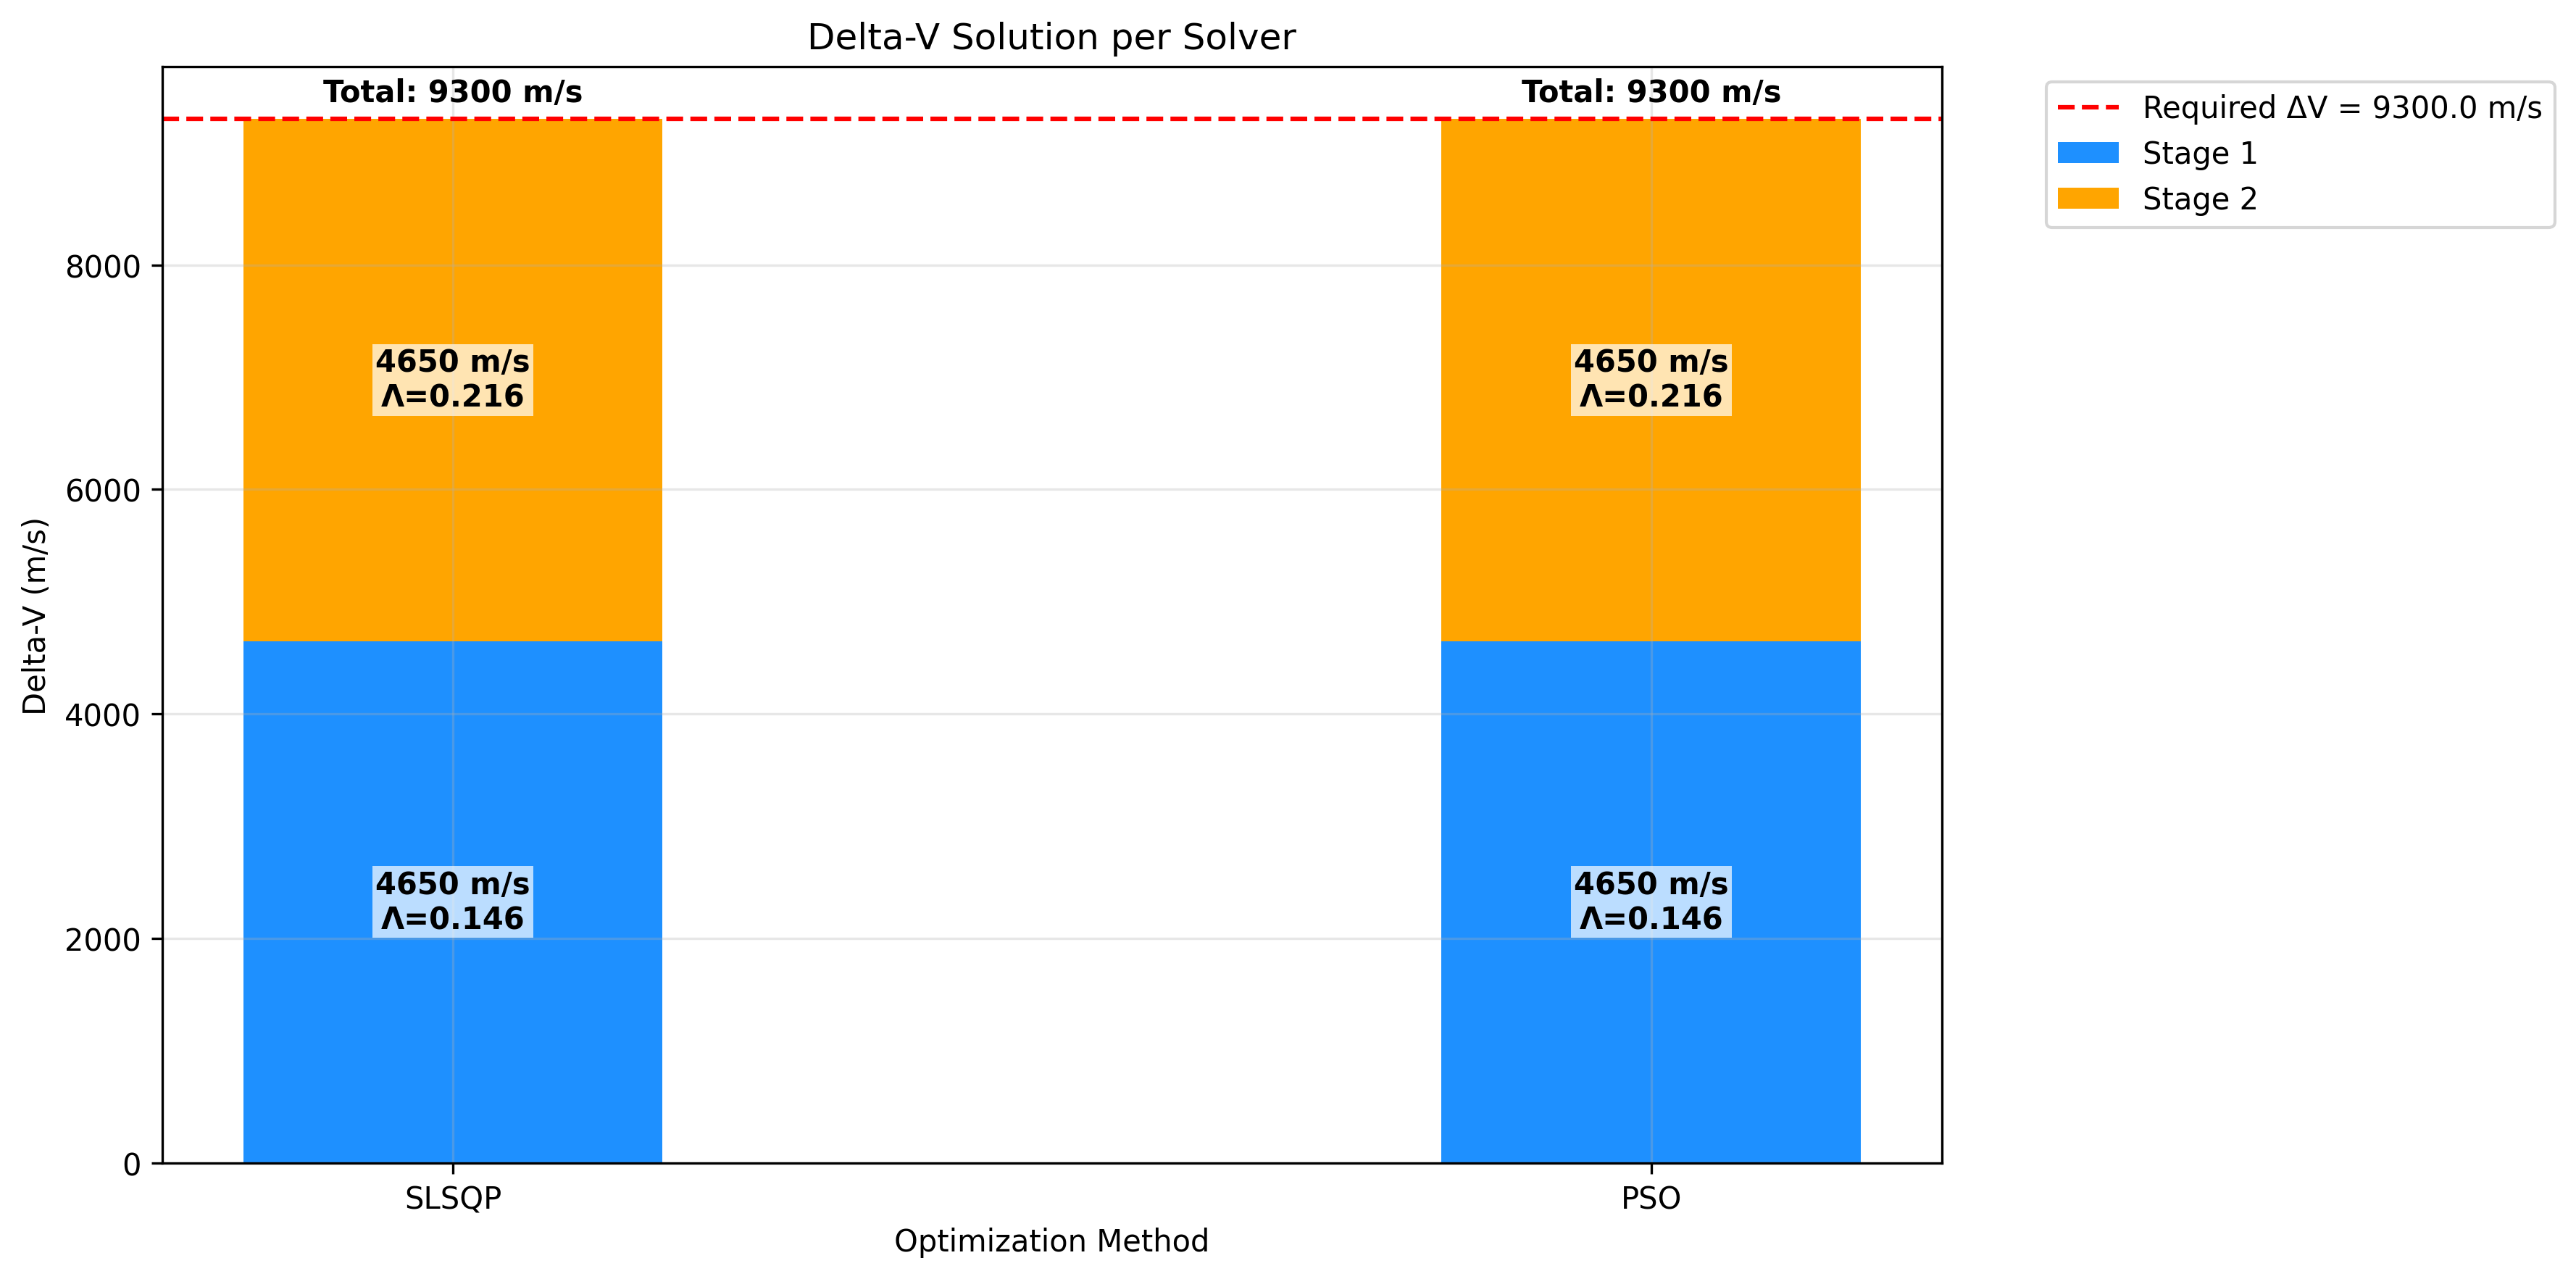 Delta-V Solution per Solver
Total: 9300 m/s
Total: 9300 m/s
Required ΔV = 9300.0 m/s
Stage 1
Stage 2
Delta-V (m/s)
8000
6000
4000
2000
0
4650 m/s
Λ=0.216
4650 m/s
Λ=0.216
4650 m/s
Λ=0.146
4650 m/s
Λ=0.146
SLSQP
PSO
Optimization Method